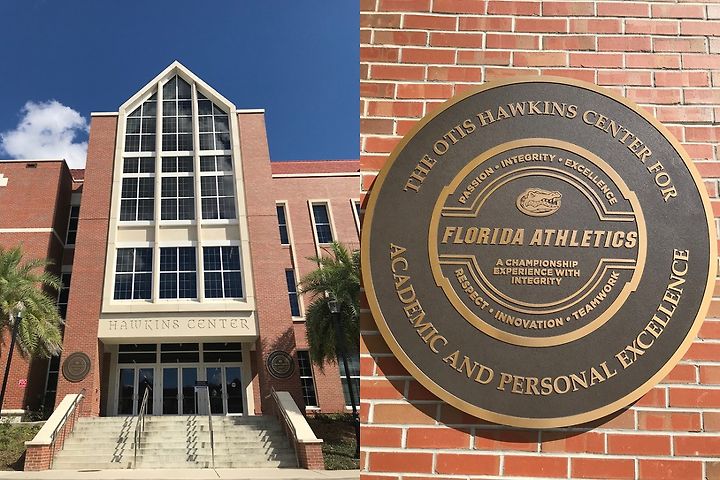 HAWKINS CENTER
THE OTIS HAWKINS CENTER FOR
ACADEMIC AND PERSONAL EXCELLENCE
PASSION • INTEGRITY • EXCELLENCE
FLORIDA ATHLETICS
A CHAMPIONSHIP
EXPERIENCE WITH
INTEGRITY
RESPECT • INNOVATION • TEAMWORK